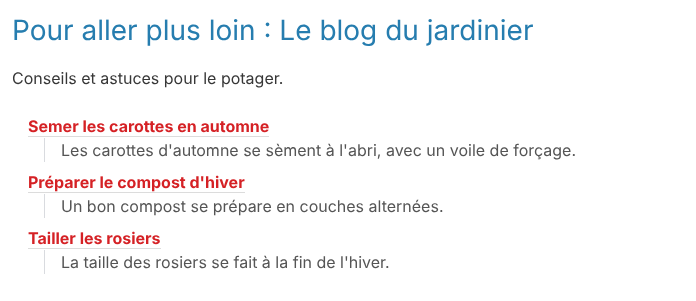 Pour aller plus loin : Le blog du jardinier
Conseils et astuces pour le potager.
Semer les carottes en automne
Les carottes d'automne se sèment à l'abri, avec un voile de forçage.
Préparer le compost d'hiver
Un bon compost se prépare en couches alternées.
Tailler les rosiers
La taille des rosiers se fait à la fin de l'hiver.